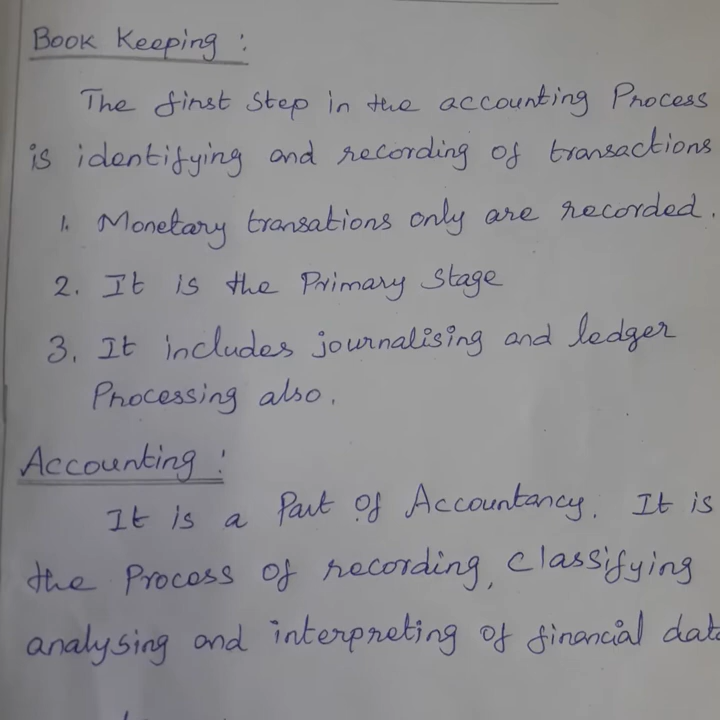 Book Keeping :
The first step in the accounting Process
is identifying and recording of transactions
1. Monetary transations only are recorded.
2. It is the Primary Stage
3. It includes journalising and ledger
Processing also.
Accounting :
It is a Part of Accountancy. It is
the Process of recording, classifying
analysing and interpreting of financial data